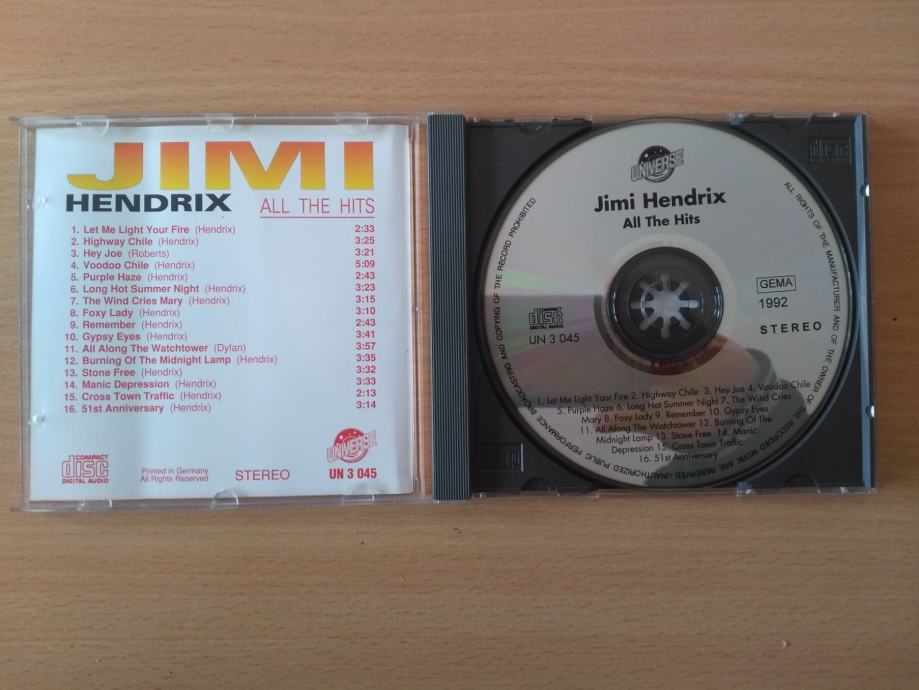 JIMI
HENDRIX ALL THE HITS
1. Let Me Light Your Fire (Hendrix) 2:33
2. Highway Chile (Hendrix) 3:25
3. Hey Joe (Roberts) 3:21
4. Voodoo Chile (Hendrix) 5:09
5. Purple Haze (Hendrix) 2:43
6. Long Hot Summer Night (Hendrix) 3:23
7. The Wind Cries Mary (Hendrix) 3:15
8. Foxy Lady (Hendrix) 3:10
9. Remember (Hendrix) 2:43
10. Gypsy Eyes (Hendrix) 3:41
11. All Along The Watchtower (Dylan) 3:57
12. Burning Of The Midnight Lamp (Hendrix) 3:35
13. Stone Free (Hendrix) 3:32
14. Manic Depression (Hendrix) 3:33
15. Cross Town Traffic (Hendrix) 2:13
16. 51st Anniversary (Hendrix) 3:14
COMPACT
disc
DIGITAL AUDIO
Printed in Germany
All Rights Reserved
STEREO
UNIVERSE
UN 3 045
UNIVERSE
Jimi Hendrix
All The Hits
ALL RIGHTS OF THE MANUFACTURER AND OF THE OWNER OF THE RECORDED WORK ARE RESERVED UNAUTHORIZED PUBLIC PERFORMANCE BROADCASTING AND COPYING OF THE RECORD PROHIBITED
COMPACT
disc
DIGITAL AUDIO
UN 3 045
GEMA
1992
STEREO
1. Let Me Light Your Fire 2. Highway Chile 3. Hey Joe 4. Voodoo Chile
5. Purple Haze 6. Long Hot Summer Night 7. The Wind Cries
Mary 8. Foxy Lady 9. Remember 10. Gypsy Eyes
11. All Along the Watchtower 12. Burning Of The
Midnight Lamp 13. Stone Free 14. Manic
Depression 15. Cross Town Traffic
16. 51st Anniversary
disc